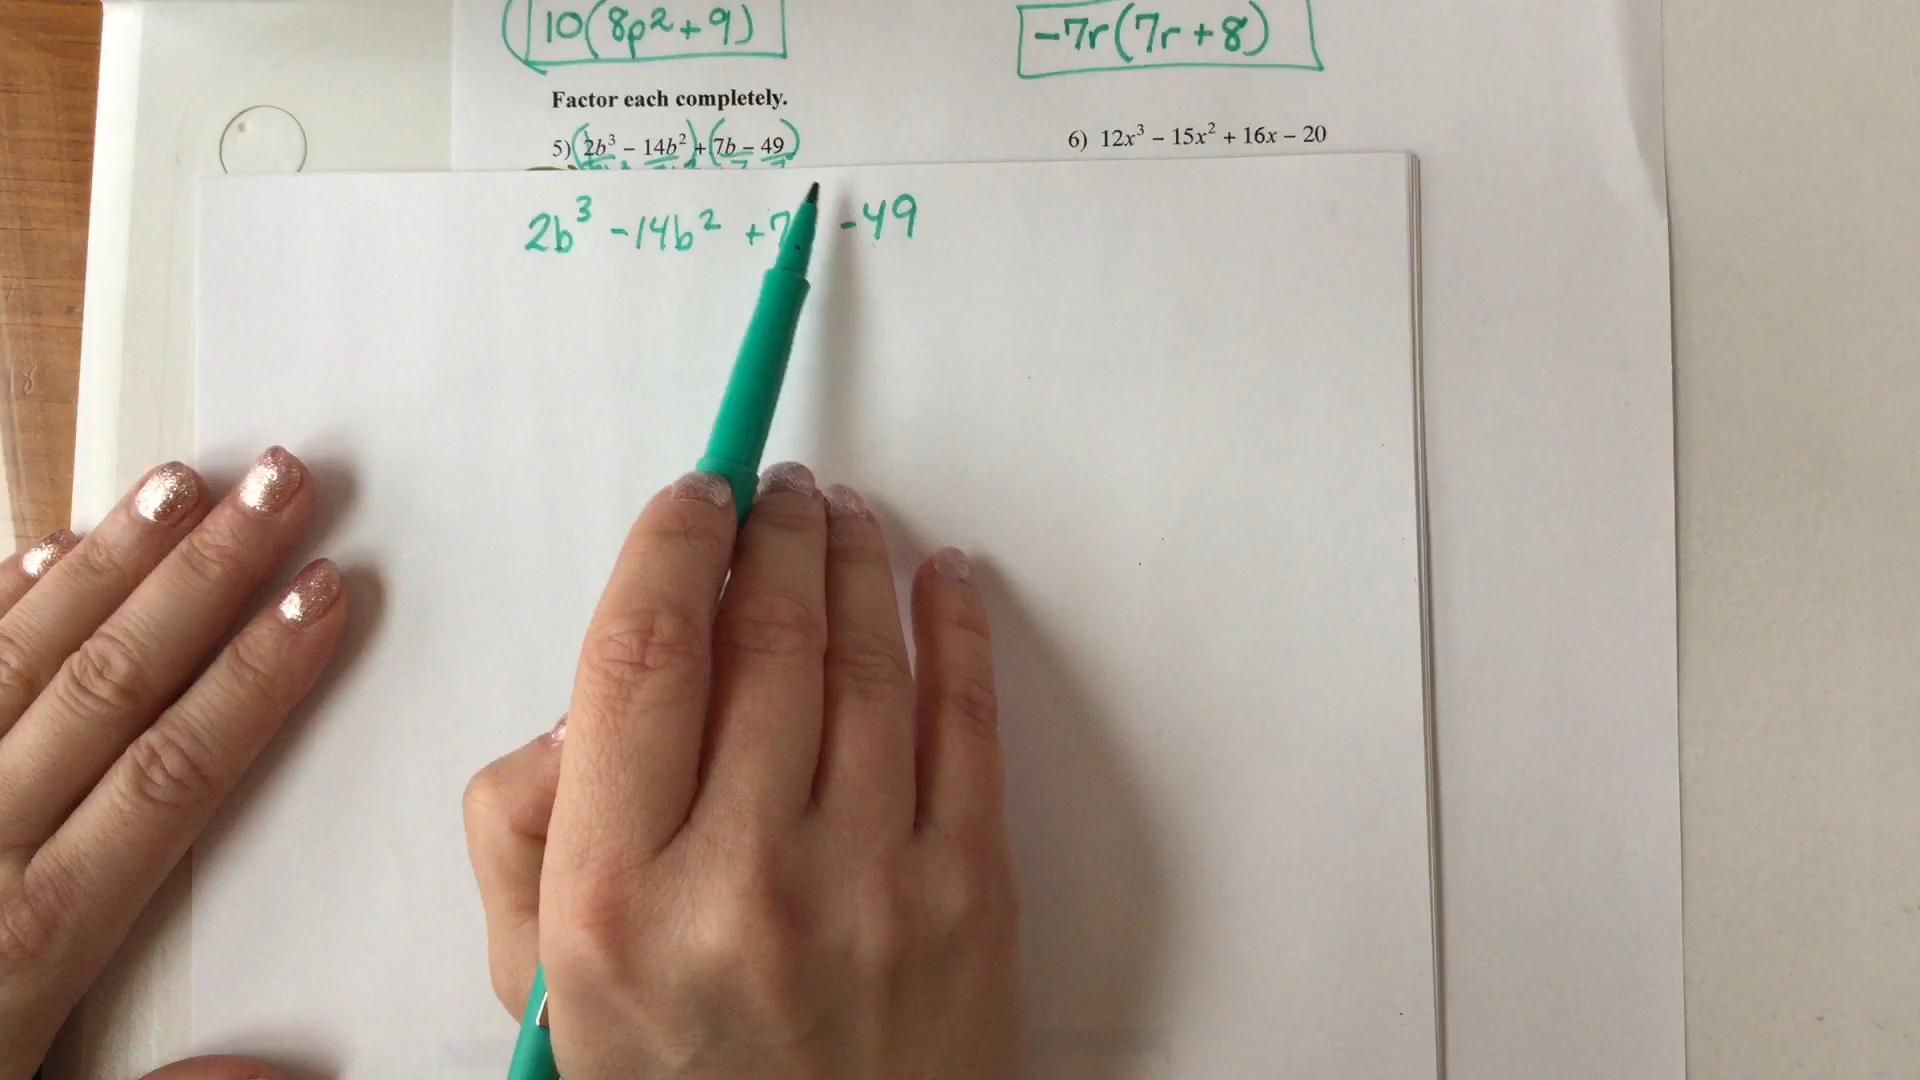 10(8p²+9)
-7r(7r+8)
Factor each completely.
5) (2b³ – 14b²)+(7b – 49)
6) 12x³ – 15x² + 16x – 20
2b³ -14b² +7 -49